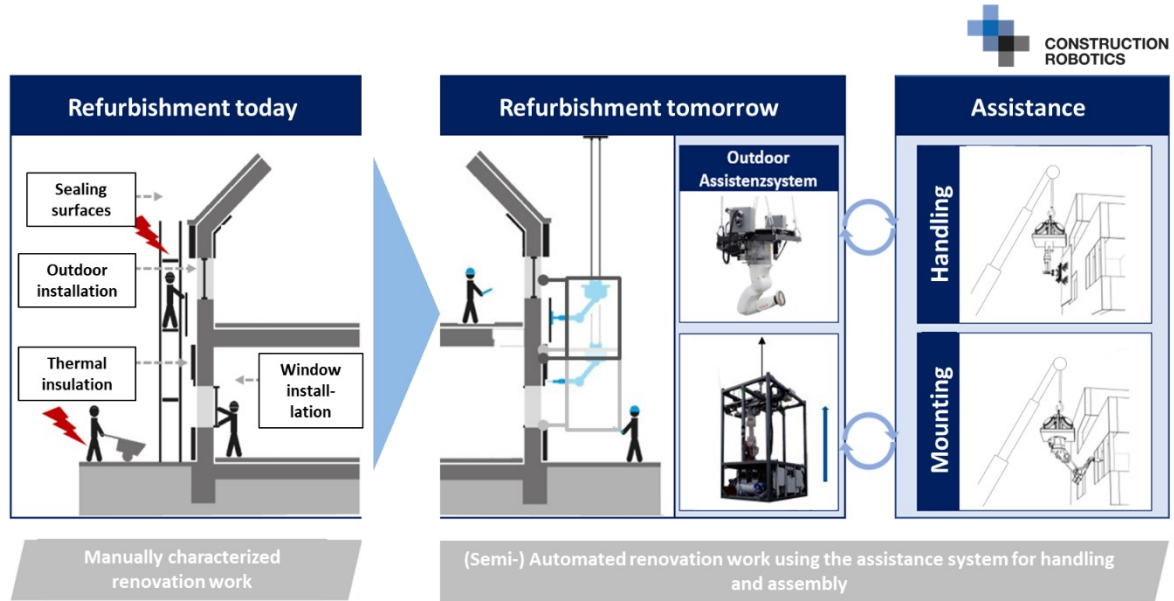 CONSTRUCTION
ROBOTICS
Refurbishment today
Sealing
surfaces
Outdoor
installation
Thermal
insulation
Window
install-
lation
Refurbishment tomorrow
Outdoor
Assistenzsystem
Assistance
Handling
Mounting
Manually characterized
renovation work
(Semi-) Automated renovation work using the assistance system for handling
and assembly